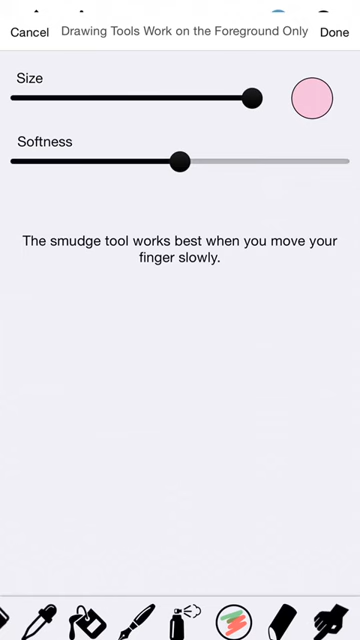 Cancel
Drawing Tools Work on the Foreground Only
Done
Size
Softness
The smudge tool works best when you move your
finger slowly.